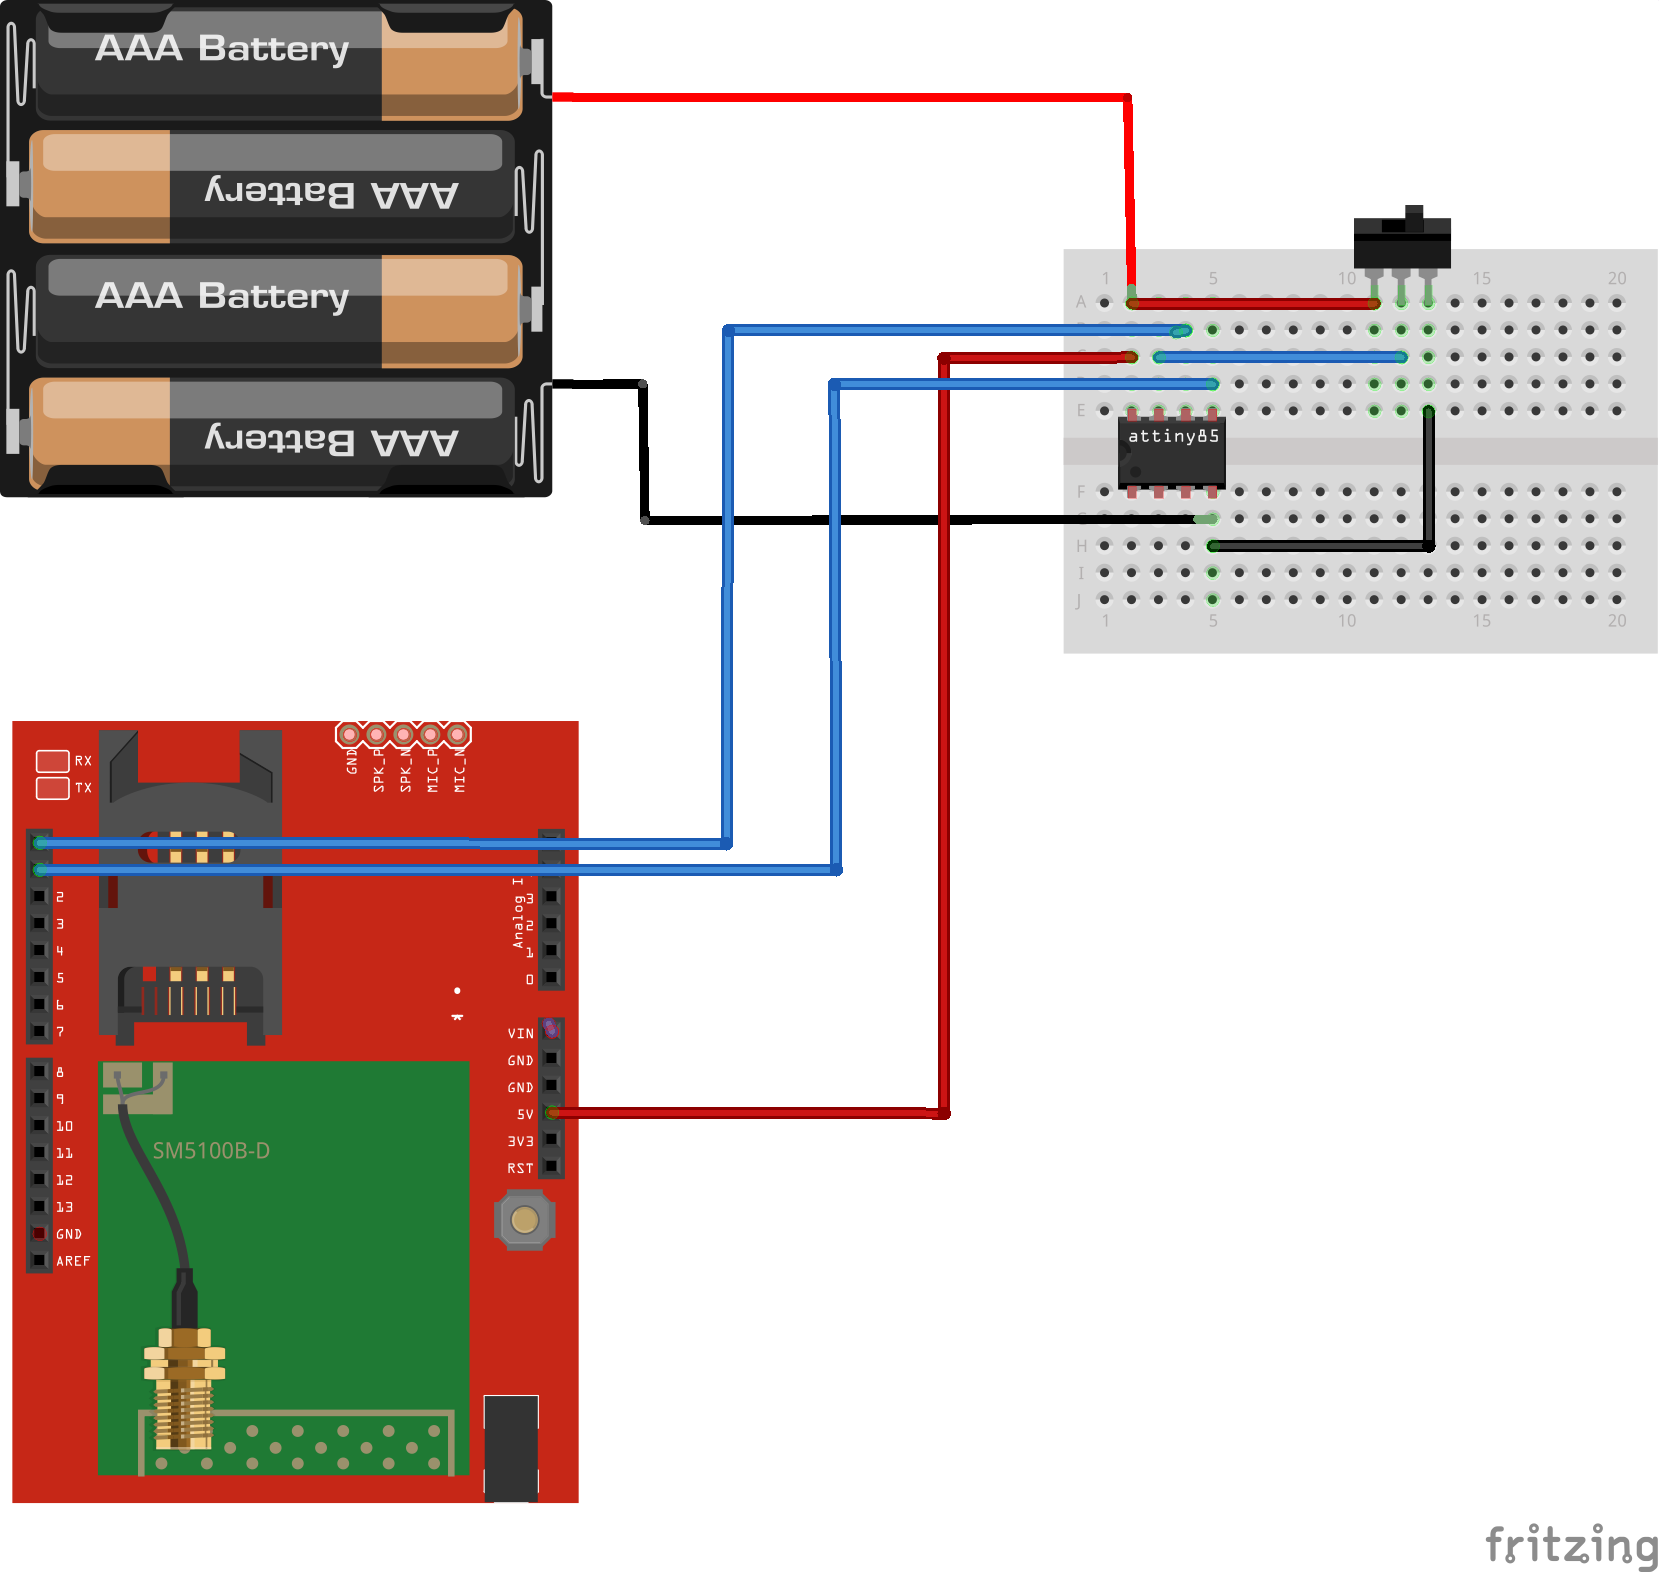 AAA Battery
AAA Battery
AAA Battery
AAA Battery
1 5 10 15 20
A
E
attiny85
F
H
I
J
1 5 10 15 20
RX
TX
GND
SPK_P
SPK_N
MIC_P
MIC_N
2
3
4
5
6
7
8
9
10
11
12
13
GND
AREF
Analog I
3
2
1
0
VIN
GND
GND
5V
3V3
RST
SM5100B-D
fritzing